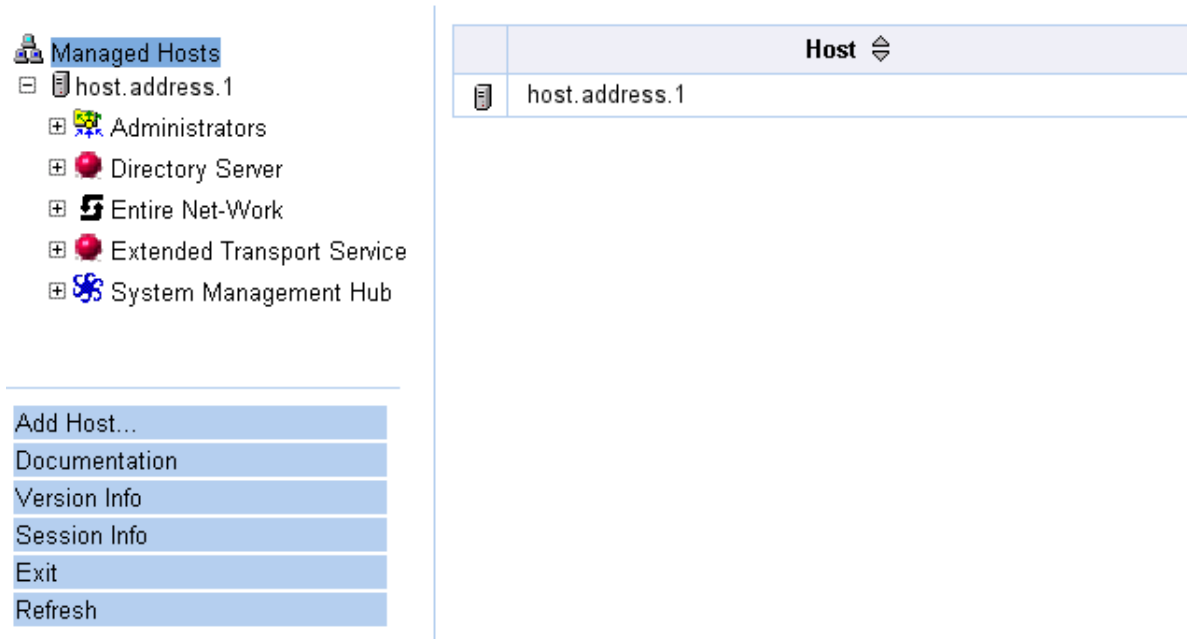 Managed Hosts
host.address.1
Administrators
Directory Server
Entire Net-Work
Extended Transport Service
System Management Hub
Add Host...
Documentation
Version Info
Session Info
Exit
Refresh
Host
host.address.1